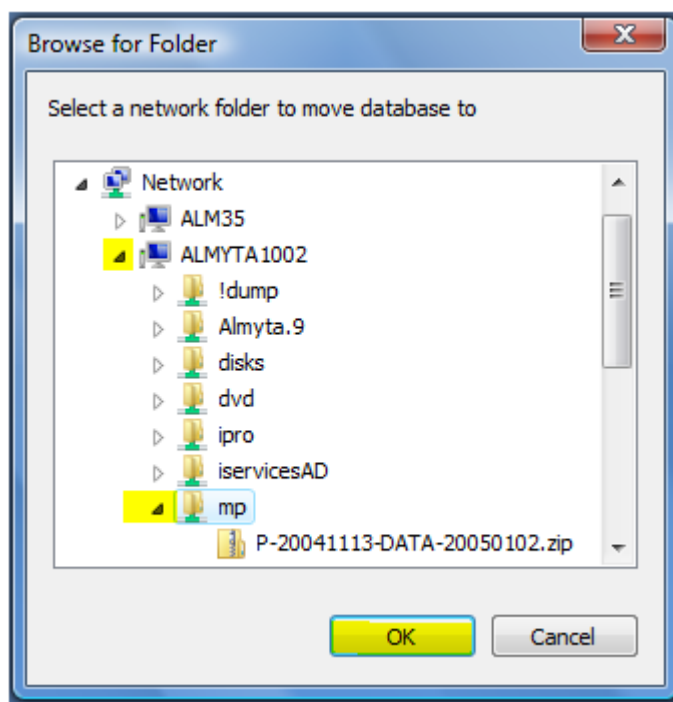 Browse for Folder
Select a network folder to move database to
Network
ALM35
ALMYTA1002
!dump
Almyta.9
disks
dvd
ipro
iservicesAD
mp
P-20041113-DATA-20050102.zip
OK Cancel